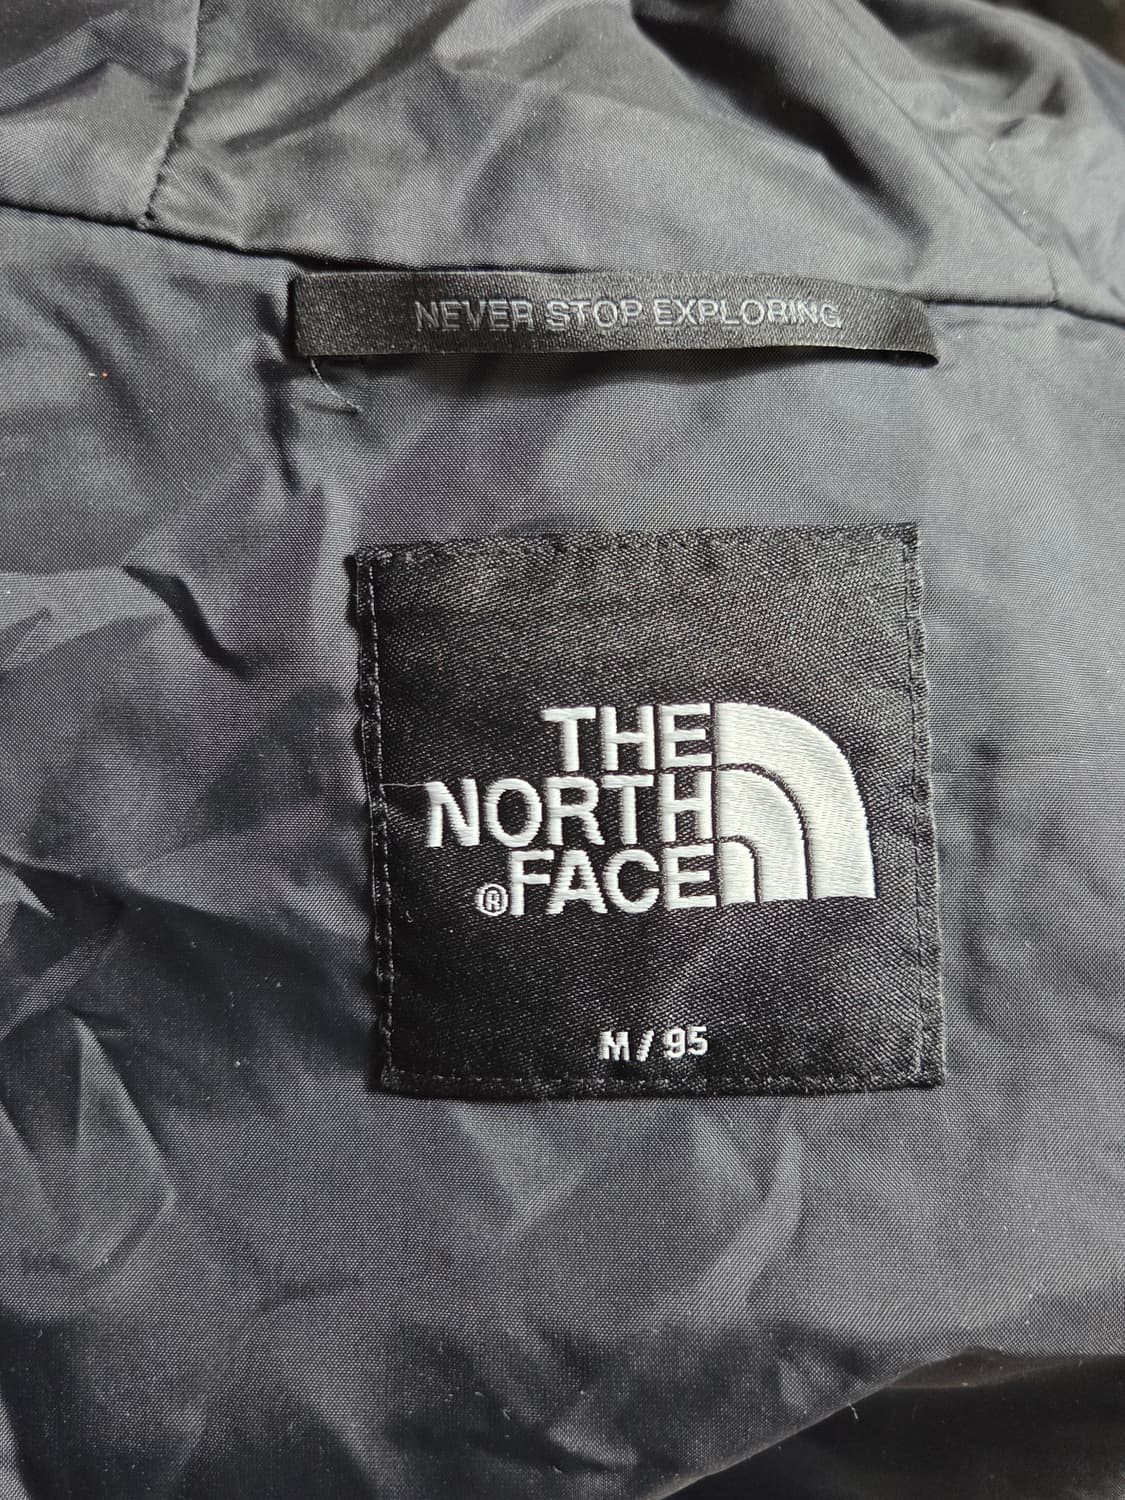 NEVER STOP EXPLORING
THE
NORTH
®FACE
M / 95